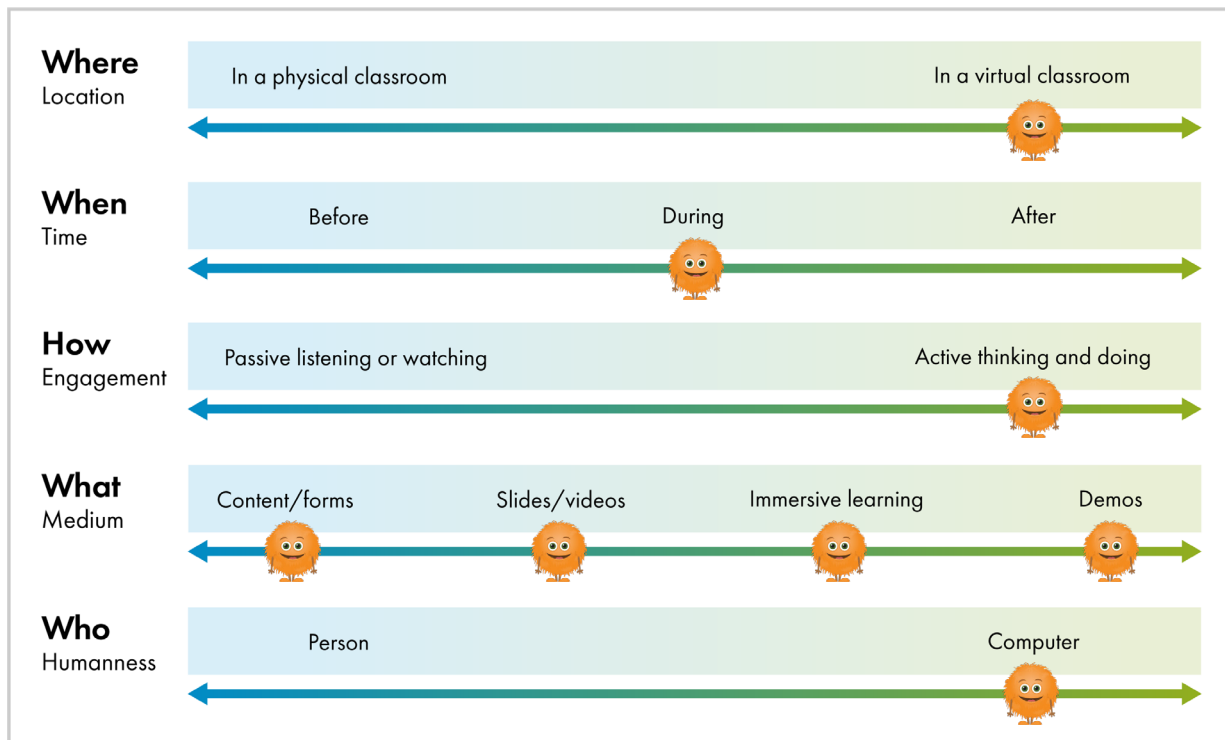 Where
Location
In a physical classroom
In a virtual classroom
When
Time
Before
During
After
How
Engagement
Passive listening or watching
Active thinking and doing
What
Medium
Content/forms
Slides/videos
Immersive learning
Demos
Who
Humanness
Person
Computer